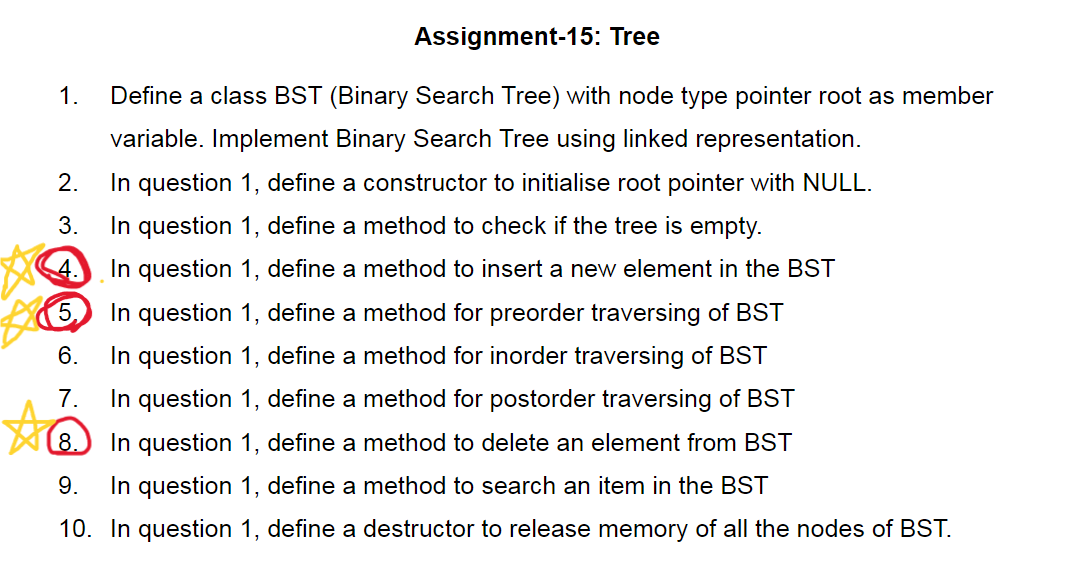 Assignment-15: Tree
1. Define a class BST (Binary Search Tree) with node type pointer root as member
variable. Implement Binary Search Tree using linked representation.
2. In question 1, define a constructor to initialise root pointer with NULL.
3. In question 1, define a method to check if the tree is empty.
4. In question 1, define a method to insert a new element in the BST
5. In question 1, define a method for preorder traversing of BST
6. In question 1, define a method for inorder traversing of BST
7. In question 1, define a method for postorder traversing of BST
8. In question 1, define a method to delete an element from BST
9. In question 1, define a method to search an item in the BST
10. In question 1, define a destructor to release memory of all the nodes of BST.